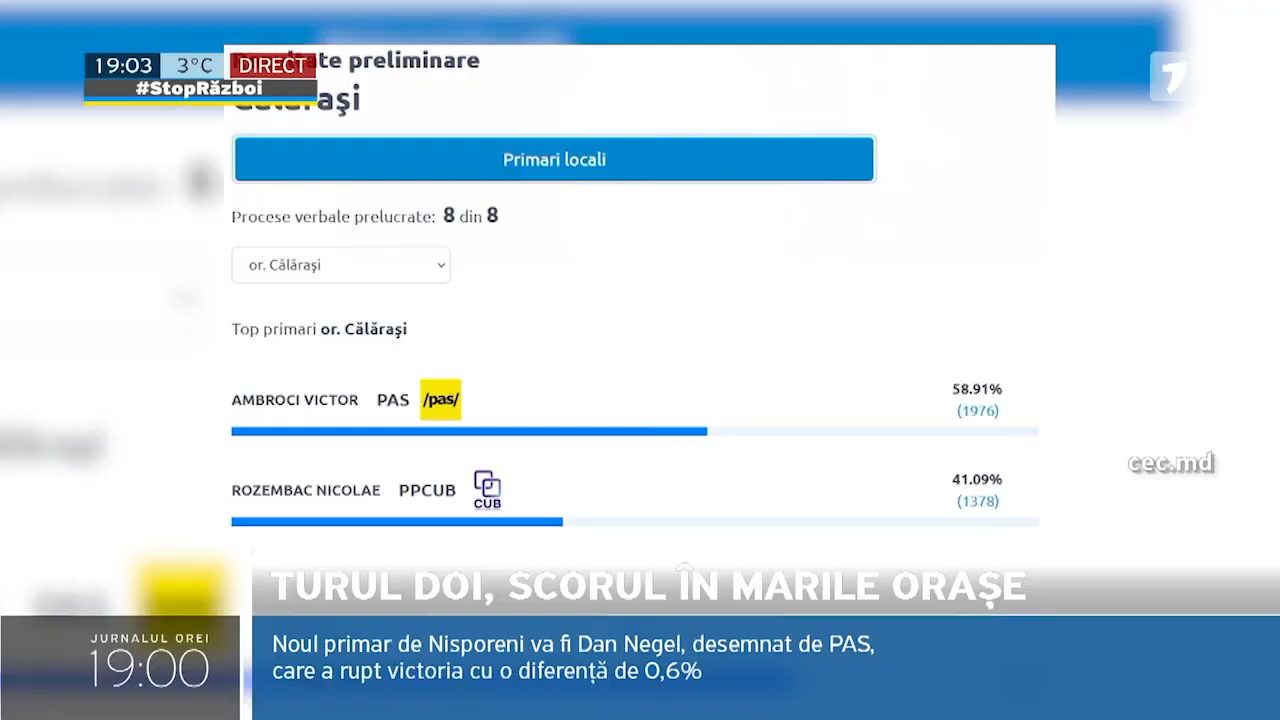 19:03 3°C DIRECT
#StopRăzboi
te preliminare
Călărași
Primari locali
Procese verbale prelucrate: 8 din 8
or. Călărași
Top primari or. Călărași
AMBROCI VICTOR PAS /pas/ 58.91%
(1976)
ROZEMBAC NICOLAE PPCUB CUB 41.09%
(1378)
cec.md
7
TURUL DOI, SCORUL ÎN MARILE ORAȘE
JURNALUL OREI
19:00
Noul primar de Nisporeni va fi Dan Negel, desemnat de PAS,
care a rupt victoria cu o diferență de 0,6%